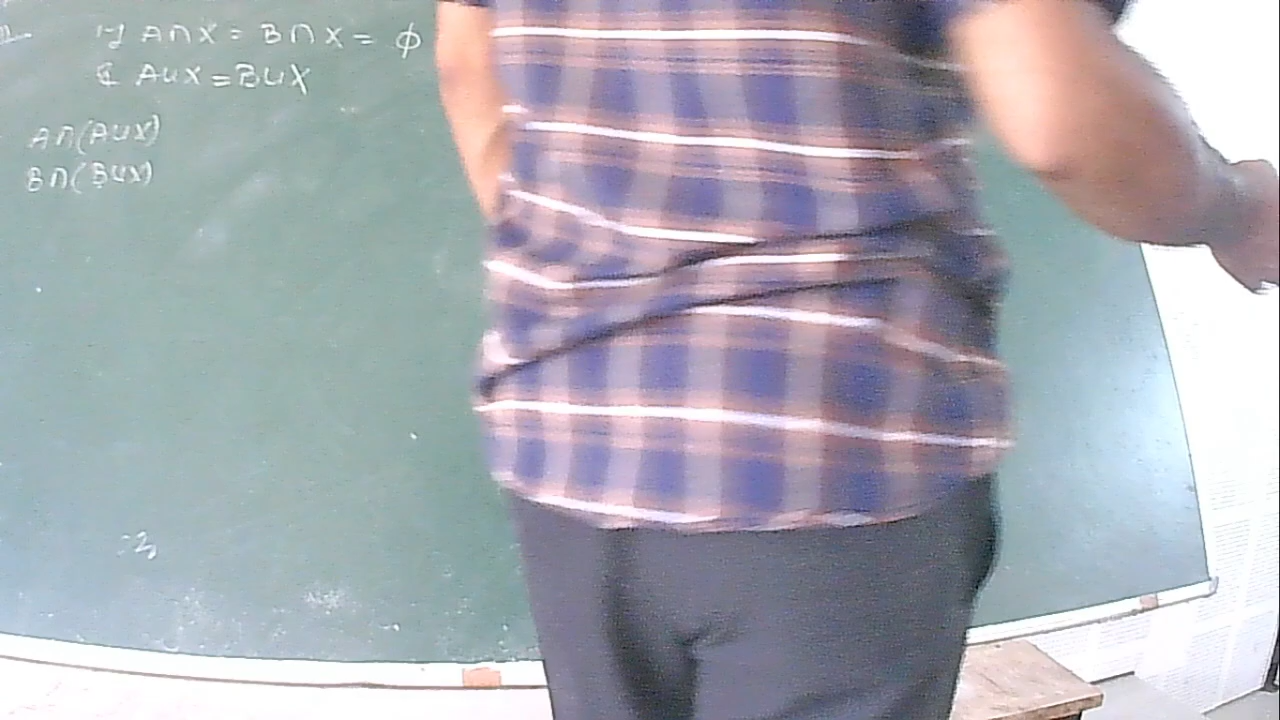 If A∩X = B∩X = ϕ
& A∪X = B∪X
A∩(A∪X)
B∩(B∪X)